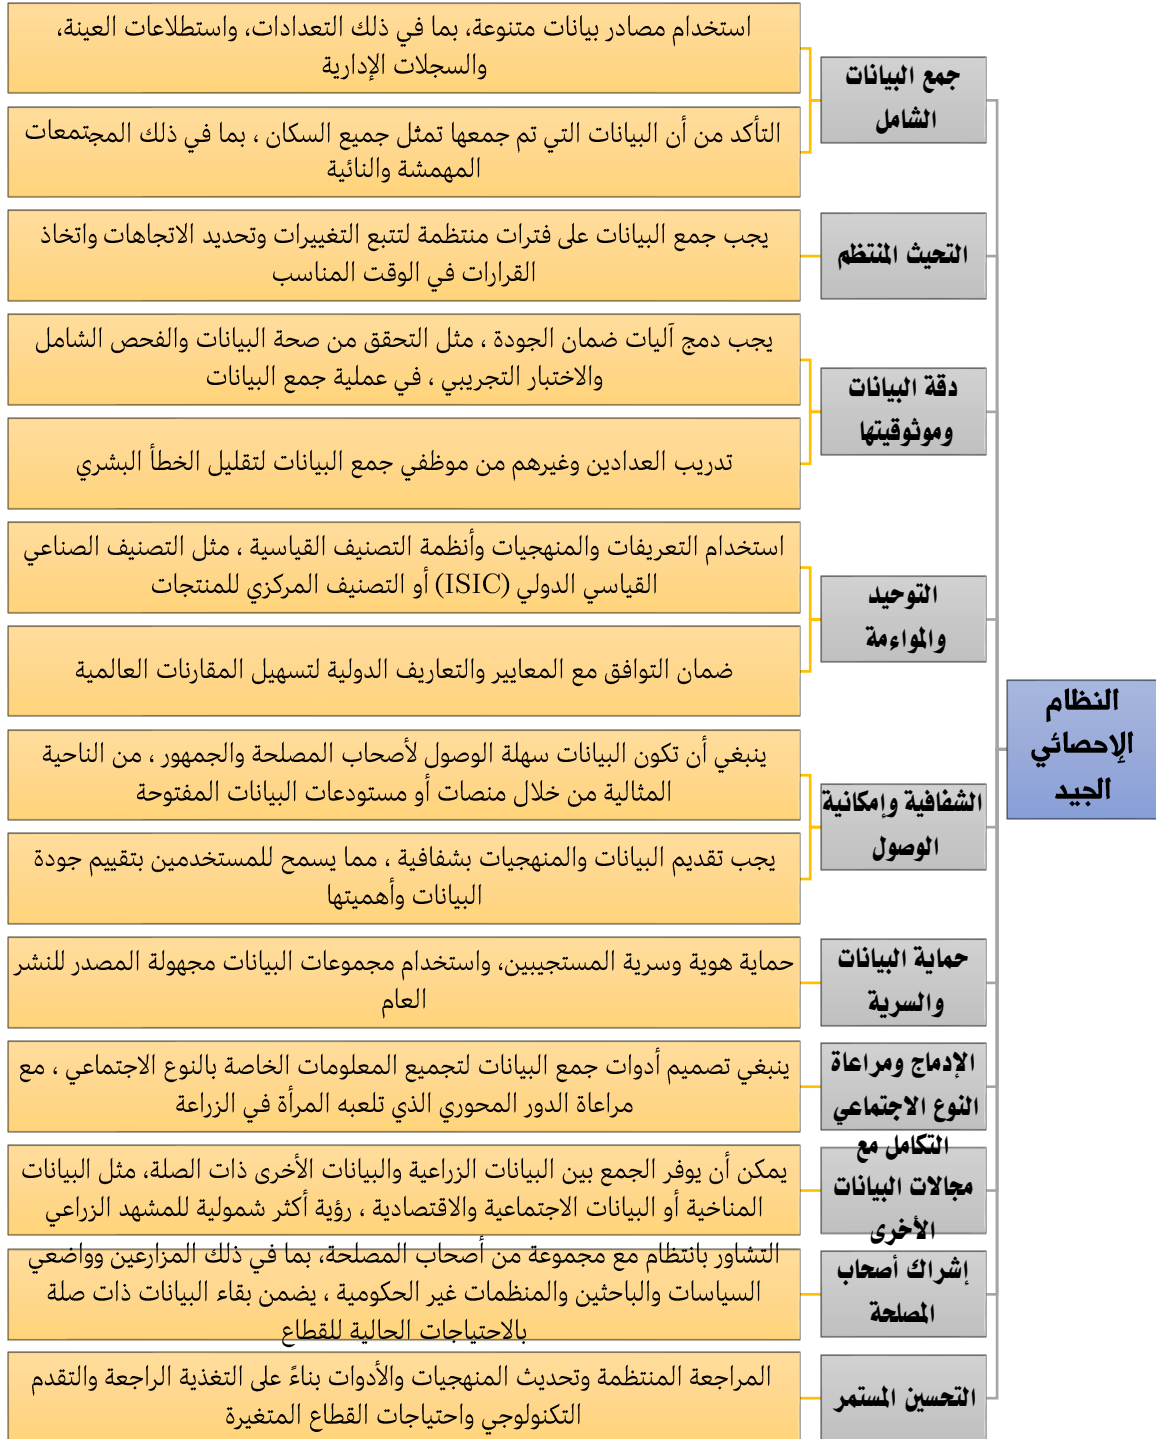 النظام
الإحصائي
الجيد
جمع البيانات
الشامل
استخدام مصادر بيانات متنوعة، بما في ذلك التعدادات، واستطلاعات العينة،
والسجلات الإدارية
التأكد من أن البيانات التي تم جمعها تمثل جميع السكان ، بما في ذلك المجتمعات
المهمشة والنائية
التحيث المنتظم
يجب جمع البيانات على فترات منتظمة لتتبع التغييرات وتحديد الاتجاهات واتخاذ
القرارات في الوقت المناسب
دقة البيانات
وموثوقيتها
يجب دمج آليات ضمان الجودة ، مثل التحقق من صحة البيانات والفحص الشامل
والاختبار التجريبي ، في عملية جمع البيانات
تدريب العدادين وغيرهم من موظفي جمع البيانات لتقليل الخطأ البشري
التوحيد
والمواءمة
استخدام التعريفات والمنهجيات وأنظمة التصنيف القياسية ، مثل التصنيف الصناعي
القياسي الدولي (ISIC) أو التصنيف المركزي للمنتجات
ضمان التوافق مع المعايير والتعاريف الدولية لتسهيل المقارنات العالمية
الشفافية وإمكانية
الوصول
ينبغي أن تكون البيانات سهلة الوصول لأصحاب المصلحة والجمهور ، من الناحية
المثالية من خلال منصات أو مستودعات البيانات المفتوحة
يجب تقديم البيانات والمنهجيات بشفافية ، مما يسمح للمستخدمين بتقييم جودة
البيانات وأهميتها
حماية البيانات
والسرية
حماية هوية وسرية المستجيبين، واستخدام مجموعات البيانات مجهولة المصدر للنشر
العام
الإدماج ومراعاة
النوع الاجتماعي
ينبغي تصميم أدوات جمع البيانات لتجميع المعلومات الخاصة بالنوع الاجتماعي ، مع
مراعاة الدور المحوري الذي تلعبه المرأة في الزراعة
التكامل مع
مجالات البيانات
الأخرى
يمكن أن يوفر الجمع بين البيانات الزراعية والبيانات الأخرى ذات الصلة، مثل البيانات
المناخية أو البيانات الاجتماعية والاقتصادية ، رؤية أكثر شمولية للمشهد الزراعي
إشراك أصحاب
المصلحة
التشاور بانتظام مع مجموعة من أصحاب المصلحة، بما في ذلك المزارعين وواضعي
السياسات والباحثين والمنظمات غير الحكومية ، يضمن بقاء البيانات ذات صلة
بالاحتياجات الحالية للقطاع
التحسين المستمر
المراجعة المنتظمة وتحديث المنهجيات والأدوات بناءً على التغذية الراجعة والتقدم
التكنولوجي واحتياجات القطاع المتغيرة